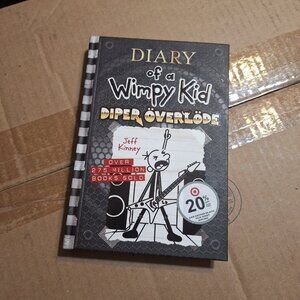 DIARY
of a
Wimpy Kid
DIPER ÖVERLÖDE
Jeff
Kinney
OVER
275 MILLION
BOOKS SOLD
20%